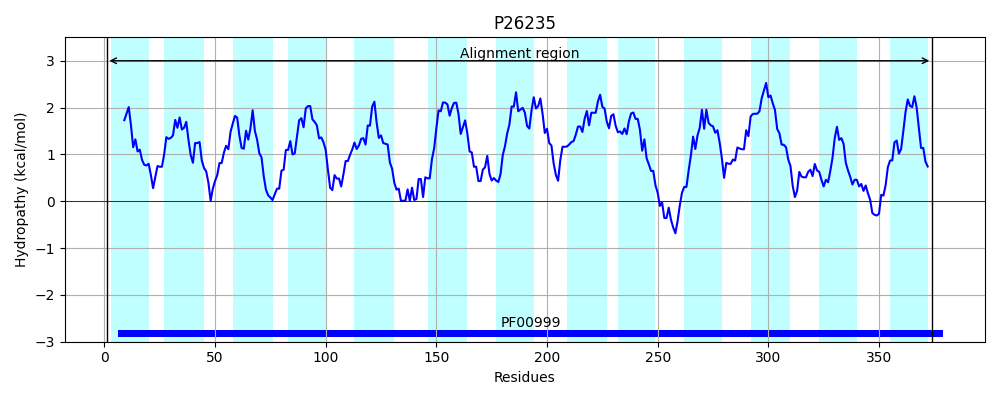 P26235
Alignment region
3
2
1
0
−1
−2
−3
Hydropathy (kcal/mol)
PF00999
0 50 100 150 200 250 300 350
Residues